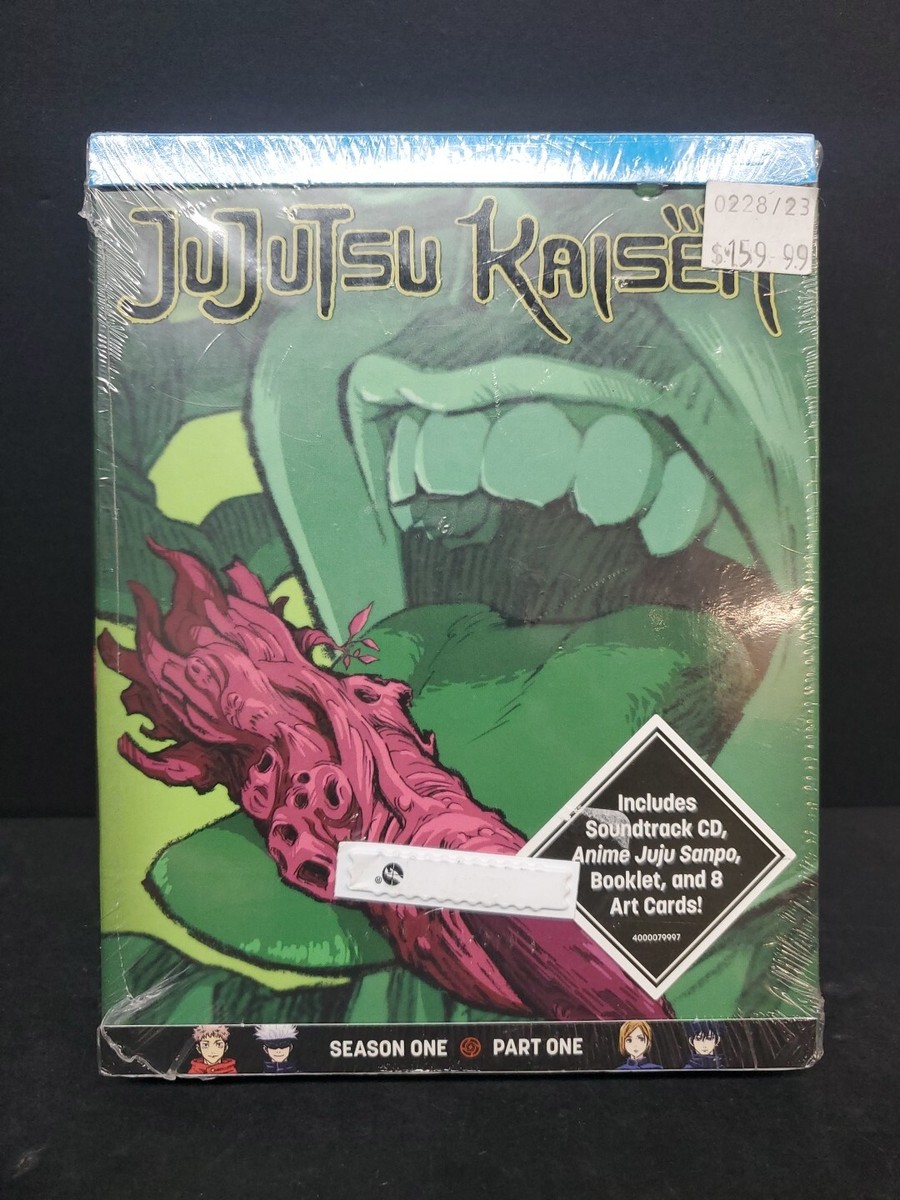 JUJUTSU KAISEN
0228/23
$159.99
Includes
Soundtrack CD,
Anime Juju Sanpo,
Booklet, and 8
Art Cards!
4000079997
SEASON ONE PART ONE